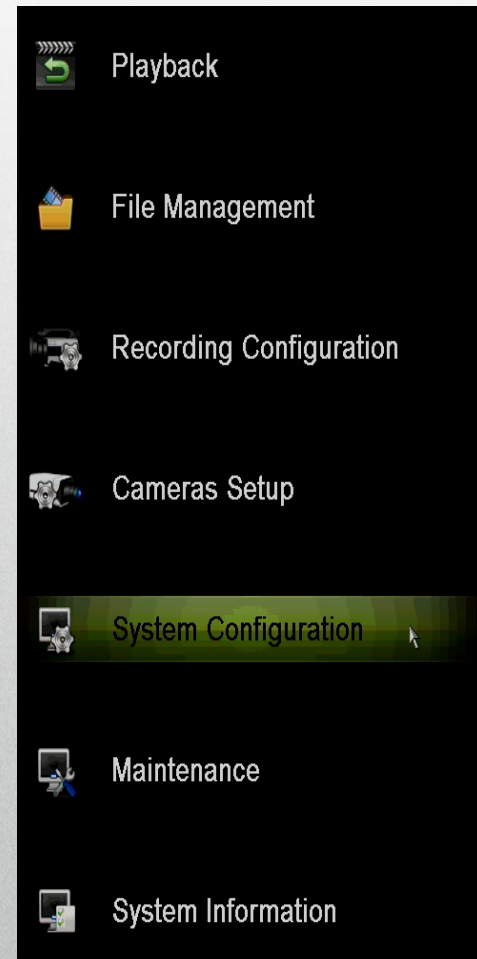 Playback
File Management
Recording Configuration
Cameras Setup
System Configuration
Maintenance
System Information